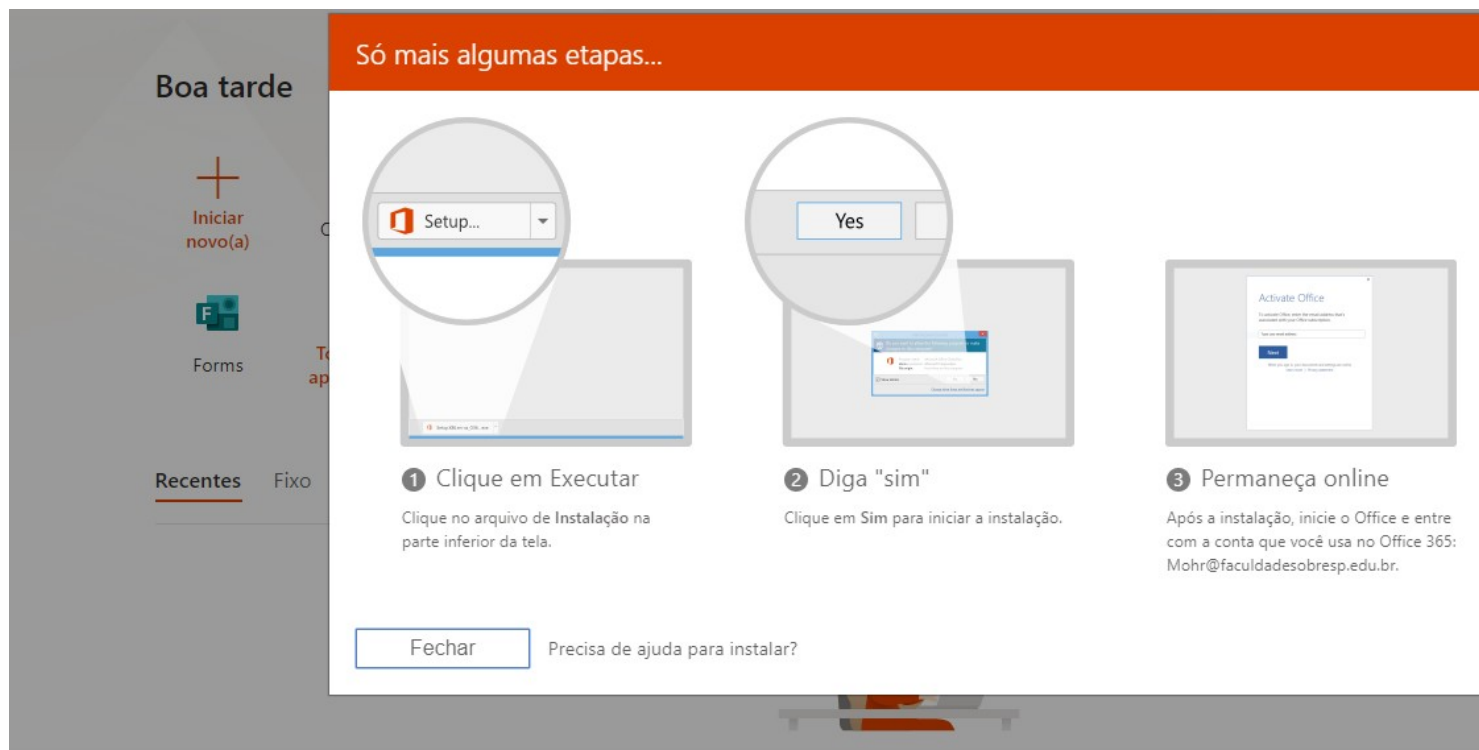 Só mais algumas etapas...
Boa tarde
Iniciar
novo(a)
Forms
Recentes Fixo
Setup...
Yes
Activate Office
Next
1 Clique em Executar
Clique no arquivo de Instalação na
parte inferior da tela.
2 Diga "sim"
Clique em Sim para iniciar a instalação.
3 Permaneça online
Após a instalação, inicie o Office e entre
com a conta que você usa no Office 365:
Mohr@faculdadesobresp.edu.br.
Fechar
Precisa de ajuda para instalar?